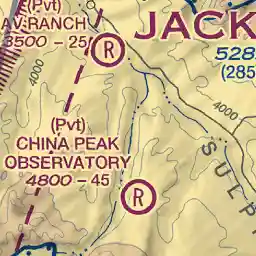 (Pvt)
AV RANCH
3500 - 25
R
JACK
528
(285
4000
4000
(Pvt)
CHINA PEAK
OBSERVATORY
4800 - 45
R
SULP